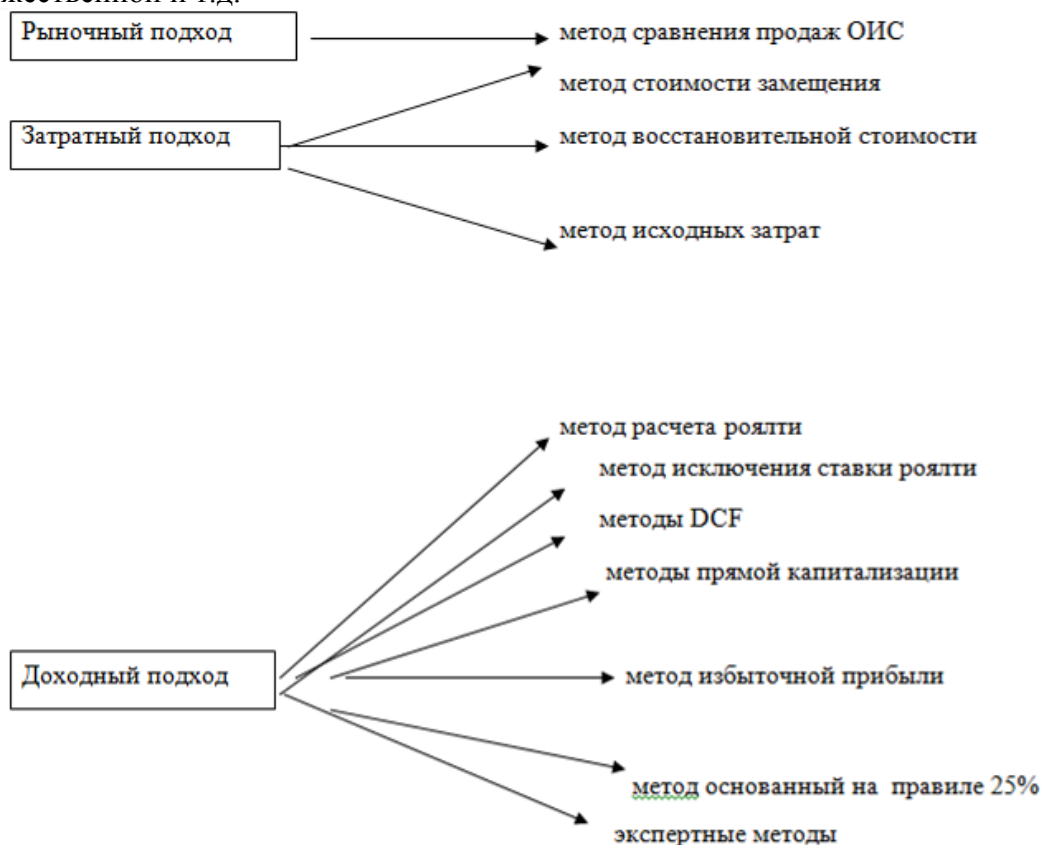 жественной и т.д.
Рыночный подход
метод сравнения продаж ОИС
метод стоимости замещения
Затратный подход
метод восстановительной стоимости
метод исходных затрат
метод расчета роялти
метод исключения ставки роялти
методы DCF
методы прямой капитализации
Доходный подход
метод избыточной прибыли
метод основанный на правиле 25%
экспертные методы